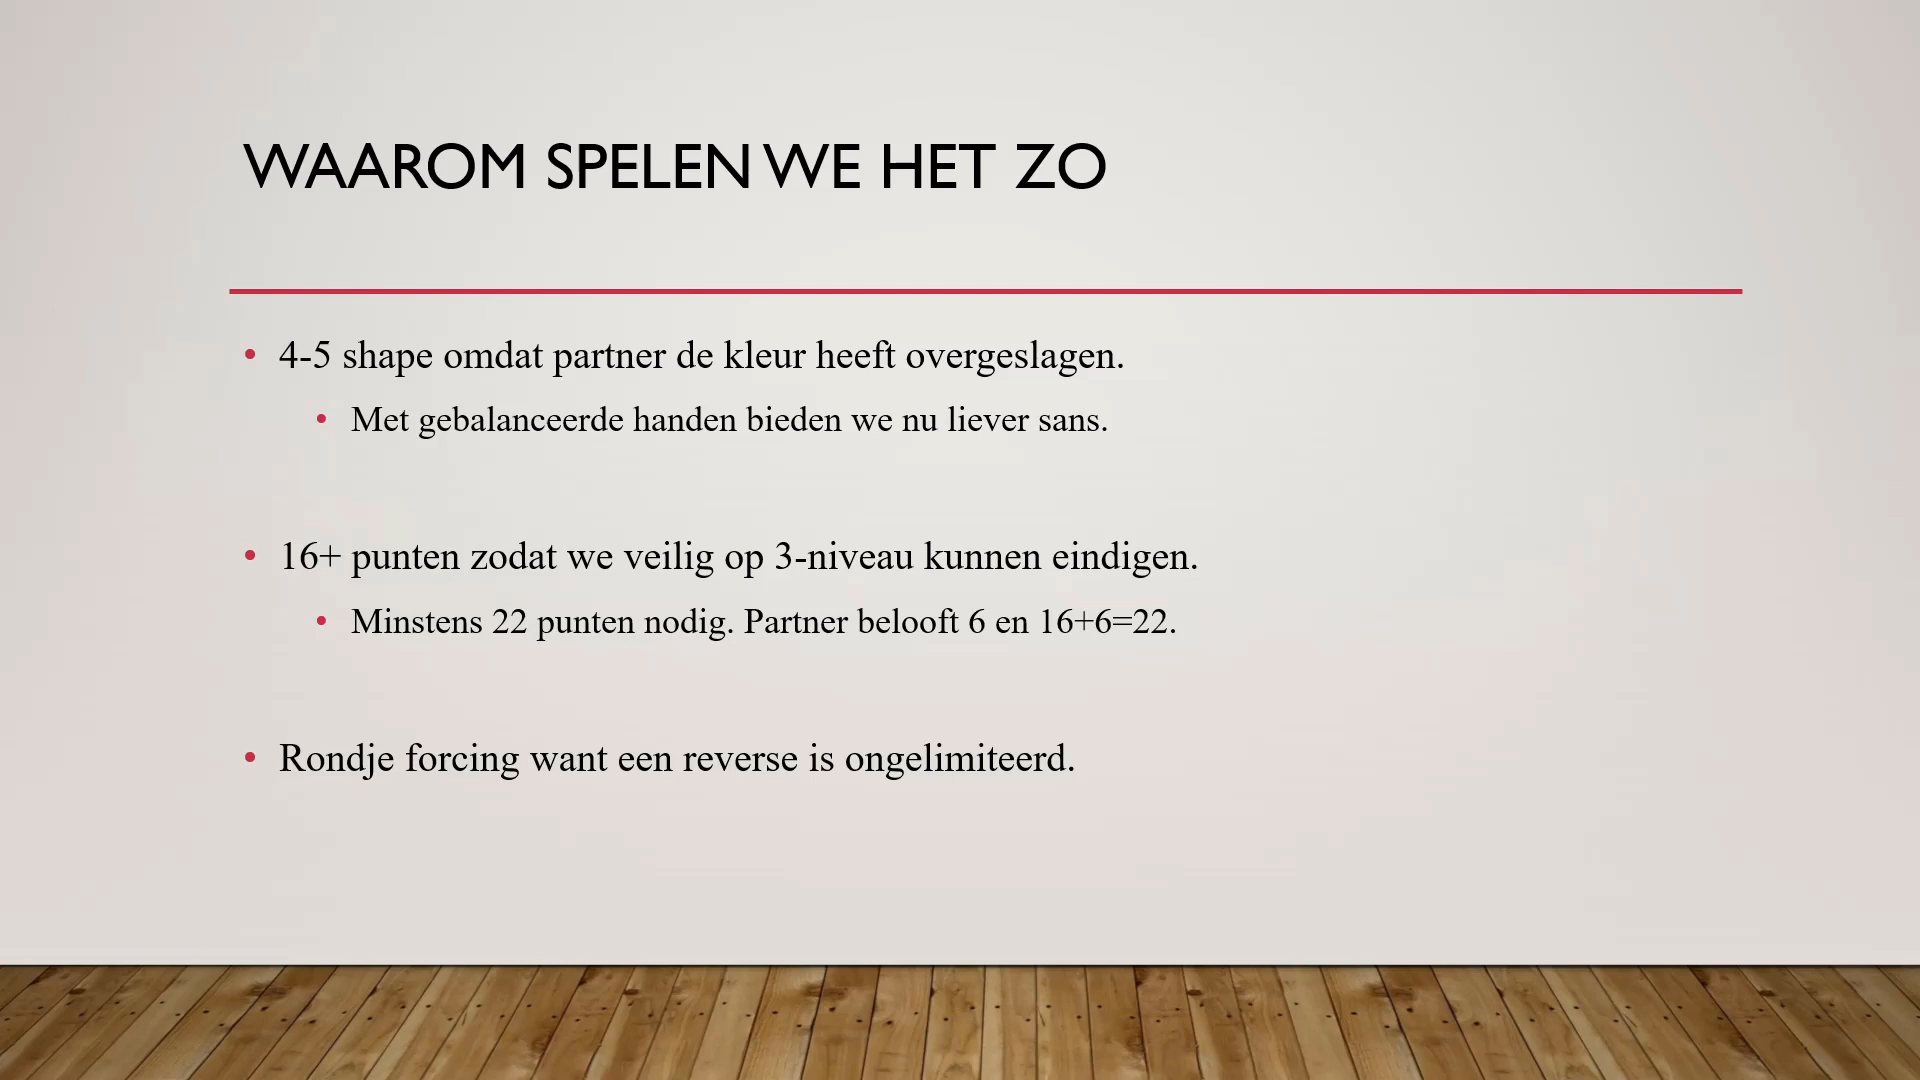 WAAROM SPELEN WE HET ZO
• 4-5 shape omdat partner de kleur heeft overgeslagen.
• Met gebalanceerde handen bieden we nu liever sans.
• 16+ punten zodat we veilig op 3-niveau kunnen eindigen.
• Minstens 22 punten nodig. Partner belooft 6 en 16+6=22.
• Rondje forcing want een reverse is ongelimiteerd.